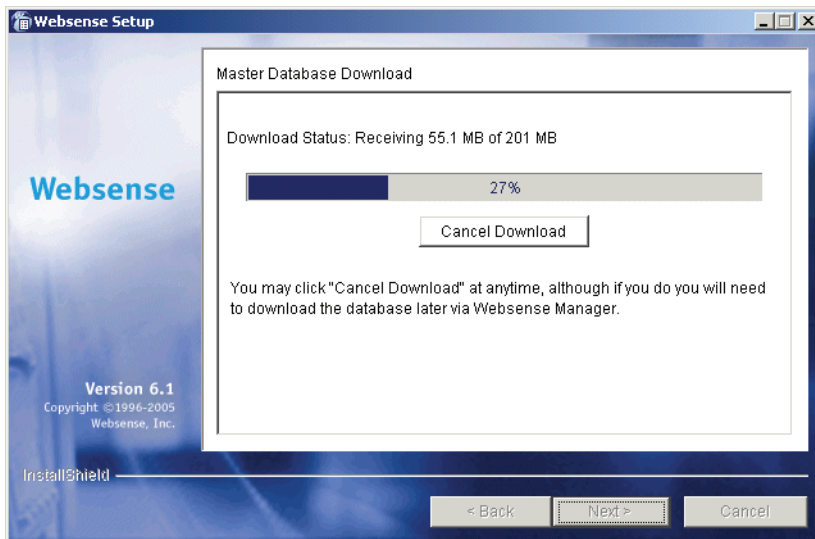 Websense Setup
Master Database Download
Download Status: Receiving 55.1 MB of 201 MB
27%
Cancel Download
You may click "Cancel Download" at anytime, although if you do you will need
to download the database later via Websense Manager.
Websense
Version 6.1
Copyright ©1996-2005
Websense, Inc.
InstallShield
< Back
Next >
Cancel